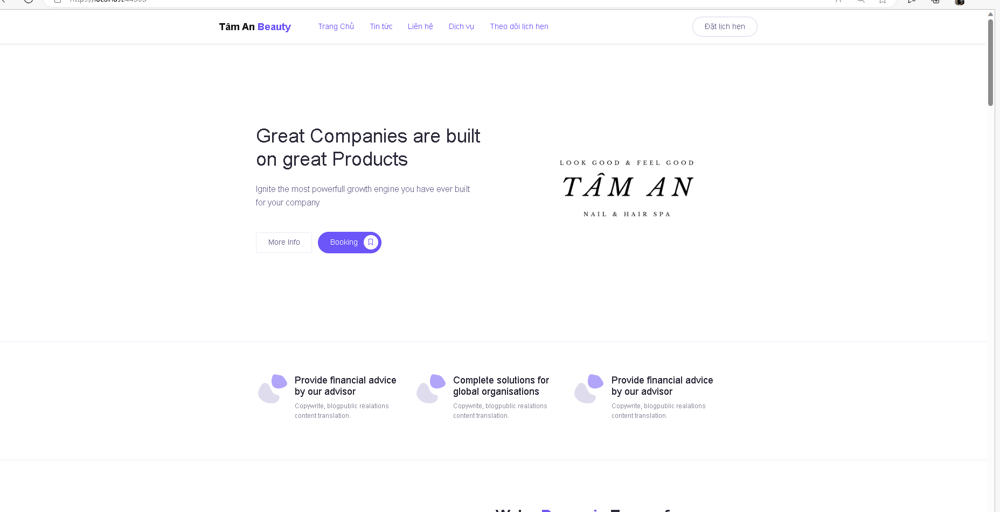 Tâm An Beauty
Trang Chủ
Tin tức
Liên hệ
Dịch vụ
Theo dõi lịch hẹn
Đặt lịch hẹn
Great Companies are built
on great Products
Ignite the most powerfull growth engine you have ever built
for your company
More Info
Booking
LOOK GOOD & FEEL GOOD
TÂM AN
NAIL & HAIR SPA
Provide financial advice
by our advisor
Copywrite, blogpublic realations
content translation.
Complete solutions for
global organisations
Copywrite, blogpublic realations
content translation.
Provide financial advice
by our advisor
Copywrite, blogpublic realations
content translation.